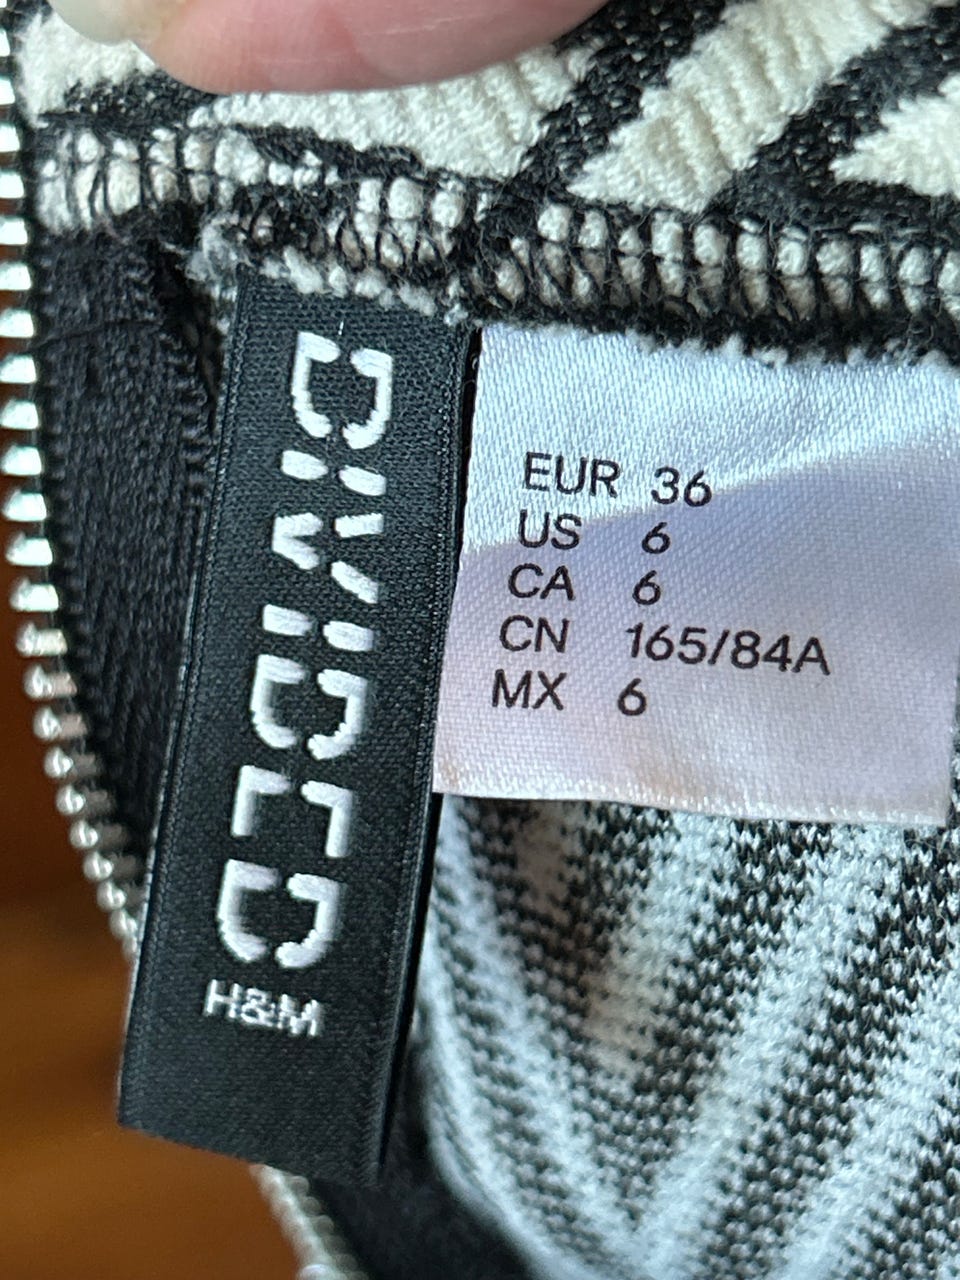 DIVIDED
H&M
EUR 36
US 6
CA 6
CN 165/84A
MX 6